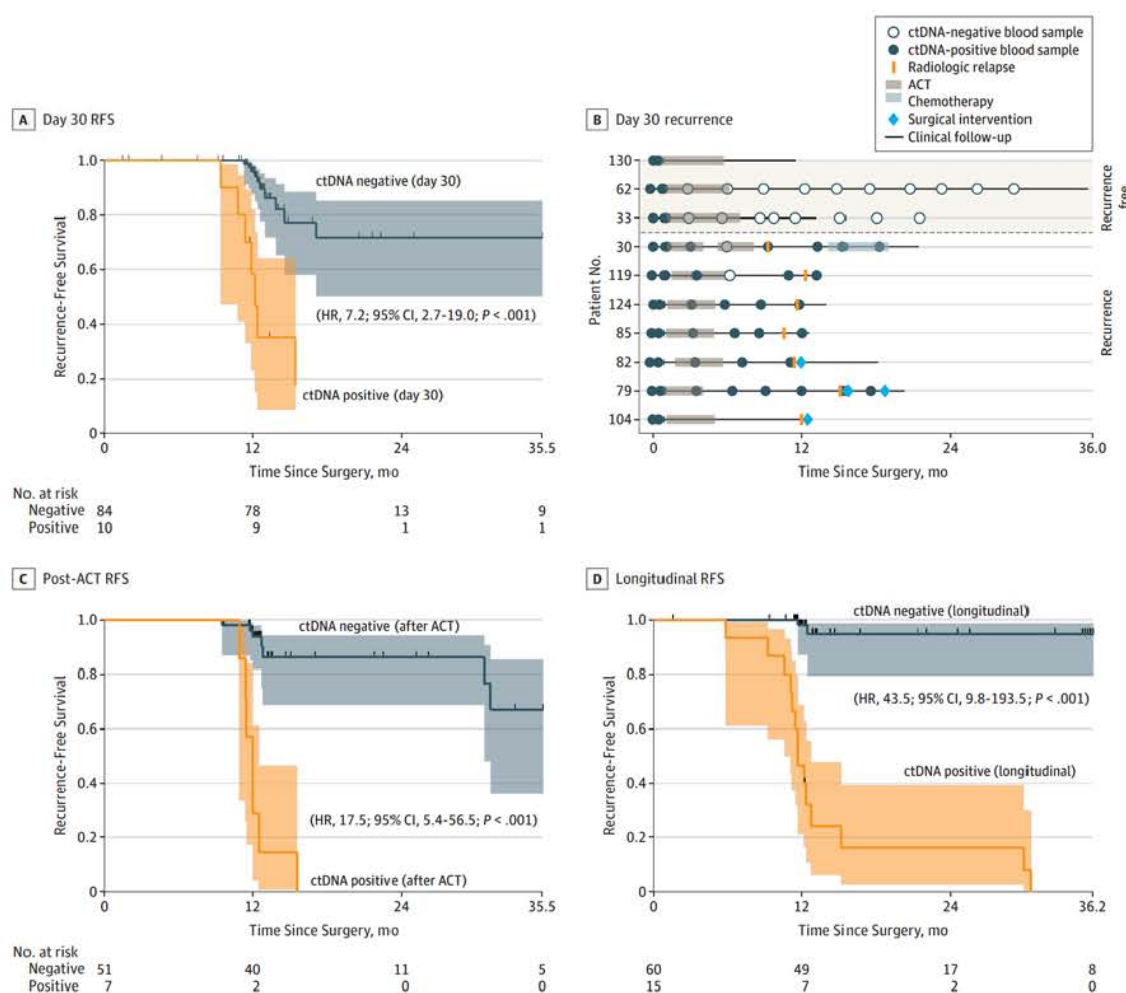 ctDNA-negative blood sample
ctDNA-positive blood sample
Radiologic relapse
ACT
Chemotherapy
Surgical intervention
Clinical follow-up
A Day 30 RFS
1.0
0.8
0.6
0.4
0.2
0
Recurrence-Free Survival
ctDNA negative (day 30)
(HR, 7.2; 95% CI, 2.7-19.0; P < .001)
ctDNA positive (day 30)
0 12 24 35.5
Time Since Surgery, mo
No. at risk
Negative 84 78 13 9
Positive 10 9 1 1
B Day 30 recurrence
Patient No.
130
62
33
30
119
124
85
82
79
104
Recurrence
free
Recurrence
0 12 24 36.0
Time Since Surgery, mo
C Post-ACT RFS
1.0
0.8
0.6
0.4
0.2
0
Recurrence-Free Survival
ctDNA negative (after ACT)
(HR, 17.5; 95% CI, 5.4-56.5; P < .001)
ctDNA positive (after ACT)
0 12 24 35.5
Time Since Surgery, mo
No. at risk
Negative 51 40 11 5
Positive 7 2 0 0
D Longitudinal RFS
1.0
0.8
0.6
0.4
0.2
0
Recurrence-Free Survival
ctDNA negative (longitudinal)
(HR, 43.5; 95% CI, 9.8-193.5; P < .001)
ctDNA positive (longitudinal)
0 12 24 36.2
Time Since Surgery, mo
60 49 17 8
15 7 2 0